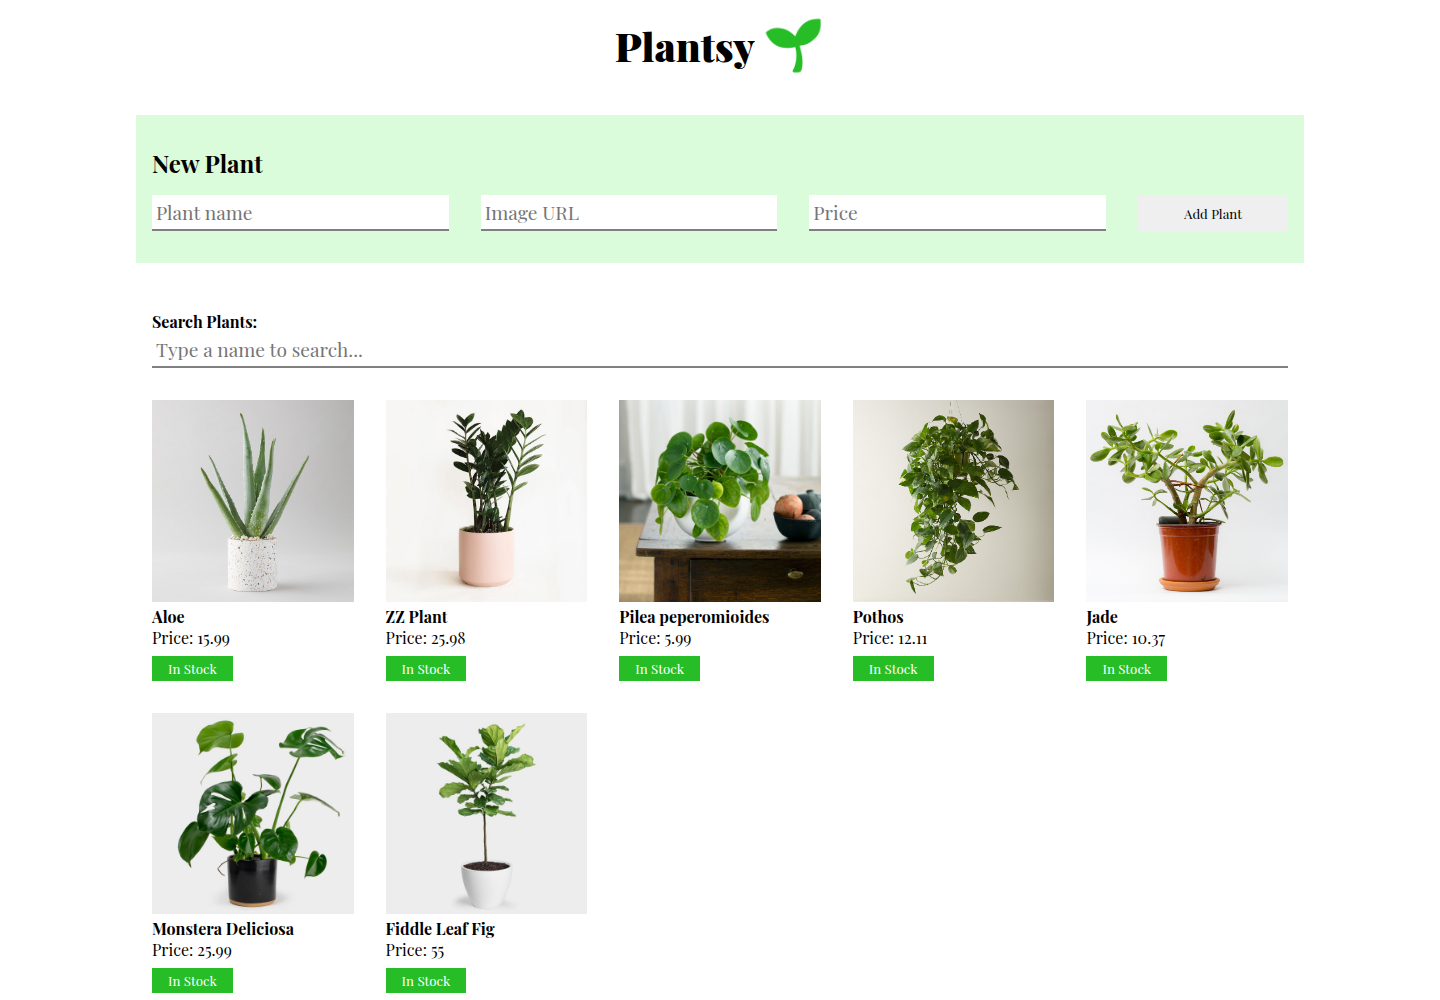 Plantsy
New Plant
Plant name
Image URL
Price
Add Plant
Search Plants:
Type a name to search...
Aloe
Price: 15.99
In Stock
ZZ Plant
Price: 25.98
In Stock
Pilea peperomioides
Price: 5.99
In Stock
Pothos
Price: 12.11
In Stock
Jade
Price: 10.37
In Stock
Monstera Deliciosa
Price: 25.99
In Stock
Fiddle Leaf Fig
Price: 55
In Stock